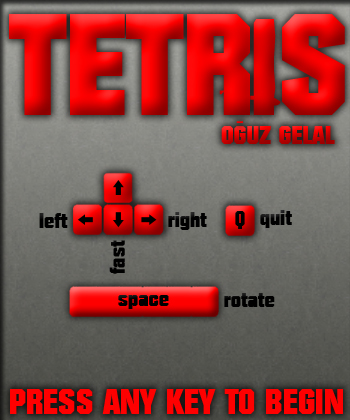 TETRIS
OĞUZ GELAL
left right Q quit
fast
space rotate
PRESS ANY KEY TO BEGIN